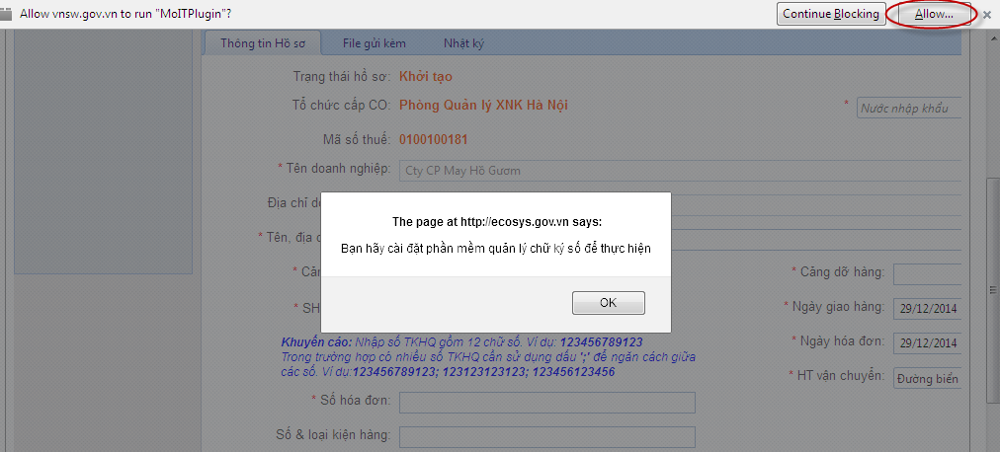 Allow vnsw.gov.vn to run "MoITPlugin"? Continue Blocking Allow...
Thông tin Hồ sơ File gửi kèm Nhật ký
Trạng thái hồ sơ: Khởi tạo
Tổ chức cấp CO: Phòng Quản lý XNK Hà Nội * Nước nhập khẩu
Mã số thuế: 0100100181
* Tên doanh nghiệp: Cty CP May Hồ Gươm
Địa chỉ
* Tên, địa
The page at http://ecosys.gov.vn says:
Bạn hãy cài đặt phần mềm quản lý chữ ký số để thực hiện
OK
* Cảng dỡ hàng:
* Ngày giao hàng: 29/12/2014
Khuyến cáo: Nhập số TKHQ gồm 12 chữ số. Ví dụ: 123456789123
Trong trường hợp có nhiều số TKHQ cần sử dụng dấu ';' để ngăn cách giữa
các số. Ví dụ:123456789123; 123123123123; 123456123456
* Ngày hóa đơn: 29/12/2014
* HT vận chuyển: Đường biển
* Số hóa đơn:
Số & loại kiện hàng: